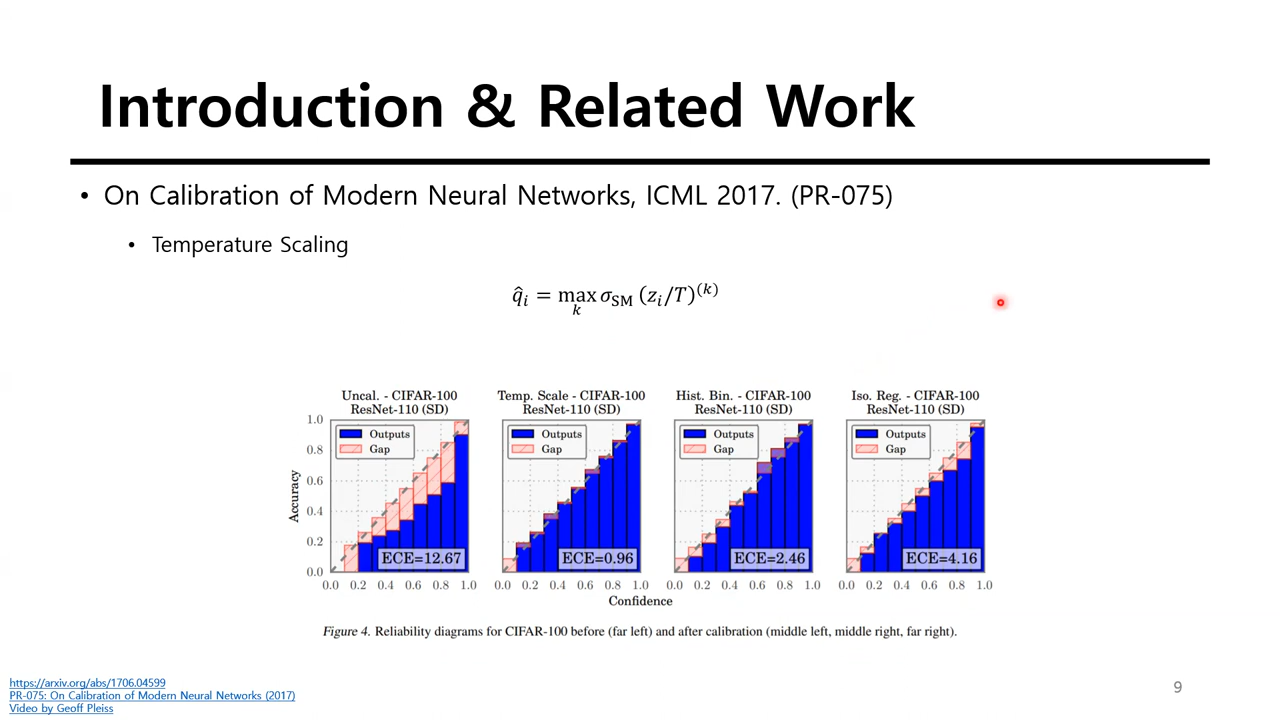 Introduction & Related Work
• On Calibration of Modern Neural Networks, ICML 2017. (PR-075)
• Temperature Scaling
q̂ᵢ = max σ_SM (zᵢ/T)⁽ᵏ⁾
k
Uncal. - CIFAR-100
ResNet-110 (SD)
Temp. Scale - CIFAR-100
ResNet-110 (SD)
Hist. Bin. - CIFAR-100
ResNet-110 (SD)
Iso. Reg. - CIFAR-100
ResNet-110 (SD)
1.0
0.8
0.6
0.4
0.2
0.0
Accuracy
Outputs
Gap
ECE=12.67
Outputs
Gap
ECE=0.96
Outputs
Gap
ECE=2.46
Outputs
Gap
ECE=4.16
0.0 0.2 0.4 0.6 0.8 1.0
0.0 0.2 0.4 0.6 0.8 1.0
0.0 0.2 0.4 0.6 0.8 1.0
0.0 0.2 0.4 0.6 0.8 1.0
Confidence
Figure 4. Reliability diagrams for CIFAR-100 before (far left) and after calibration (middle left, middle right, far right).
https://arxiv.org/abs/1706.04599
PR-075: On Calibration of Modern Neural Networks (2017)
Video by Geoff Pleiss
9